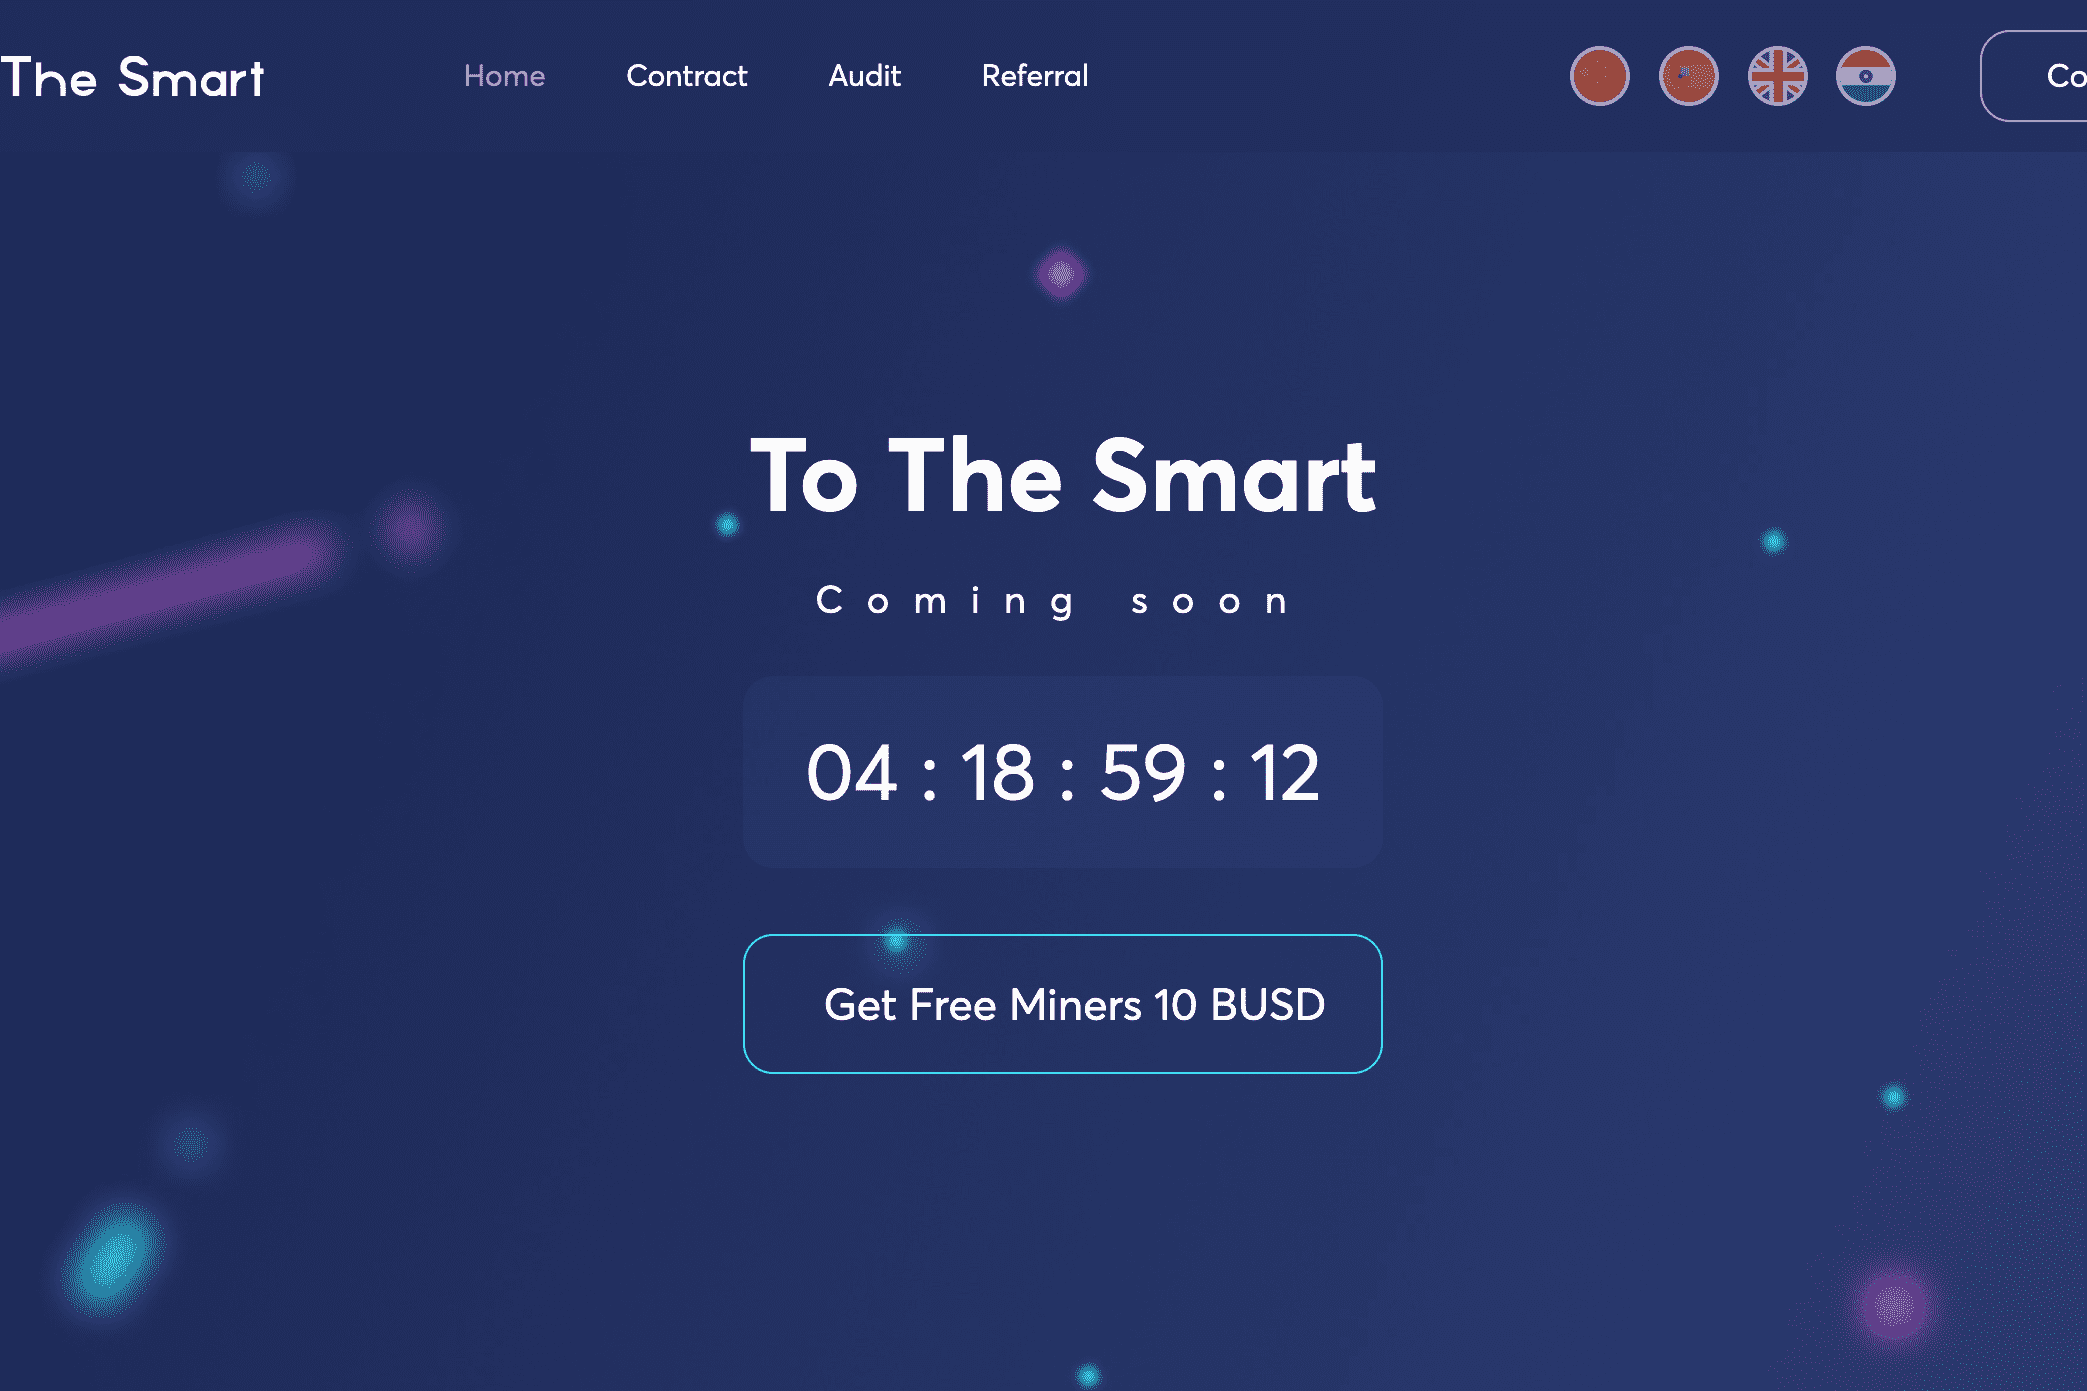 The Smart
Home Contract Audit Referral
Co
To The Smart
Coming soon
04 : 18 : 59 : 12
Get Free Miners 10 BUSD